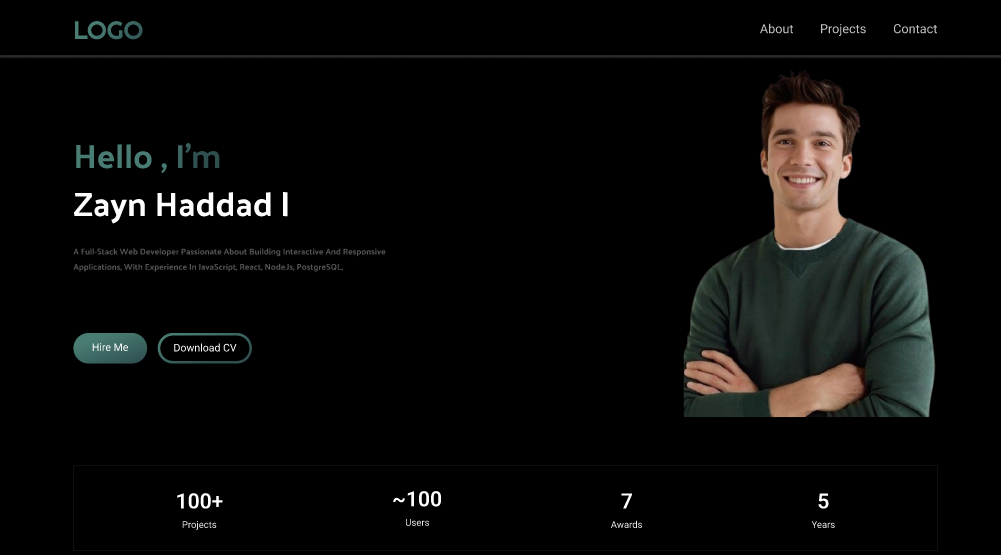 LOGO
About Projects Contact
Hello , I'm
Zayn Haddad l
A Full-Stack Web Developer Passionate About Building Interactive And Responsive
Applications, With Experience In JavaScript, React, NodeJs, PostgreSQL.
Hire Me Download CV
100+ ~100 7 5
Projects Users Awards Years